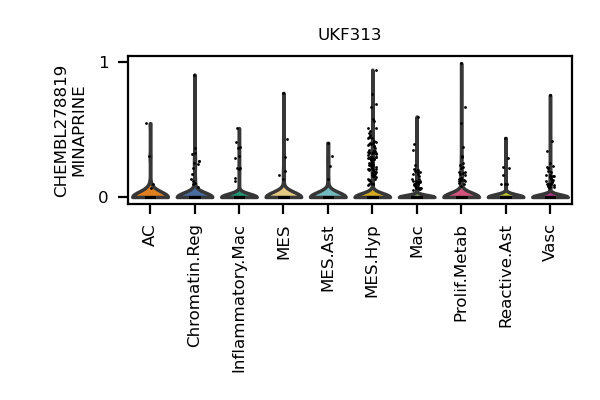 UKF313
CHEMBL278819
MINAPRINE
1
0
AC
Chromatin.Reg
Inflammatory.Mac
MES
MES.Ast
MES.Hyp
Mac
Prolif.Metab
Reactive.Ast
Vasc